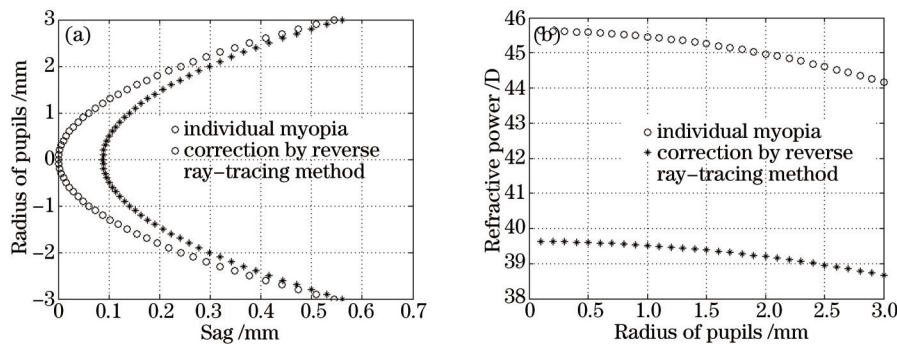 (a)
3
2
1
0
−1
−2
−3
Radius of pupils /mm
○ individual myopia
○ correction by reverse
ray−tracing method
0
0.1
0.2
0.3
0.4
0.5
0.6
0.7
Sag /mm
(b)
46
45
44
43
42
41
40
39
38
Refractive power /D
○ individual myopia
* correction by reverse
ray−tracing method
0
0.5
1.0
1.5
2.0
2.5
3.0
Radius of pupils /mm